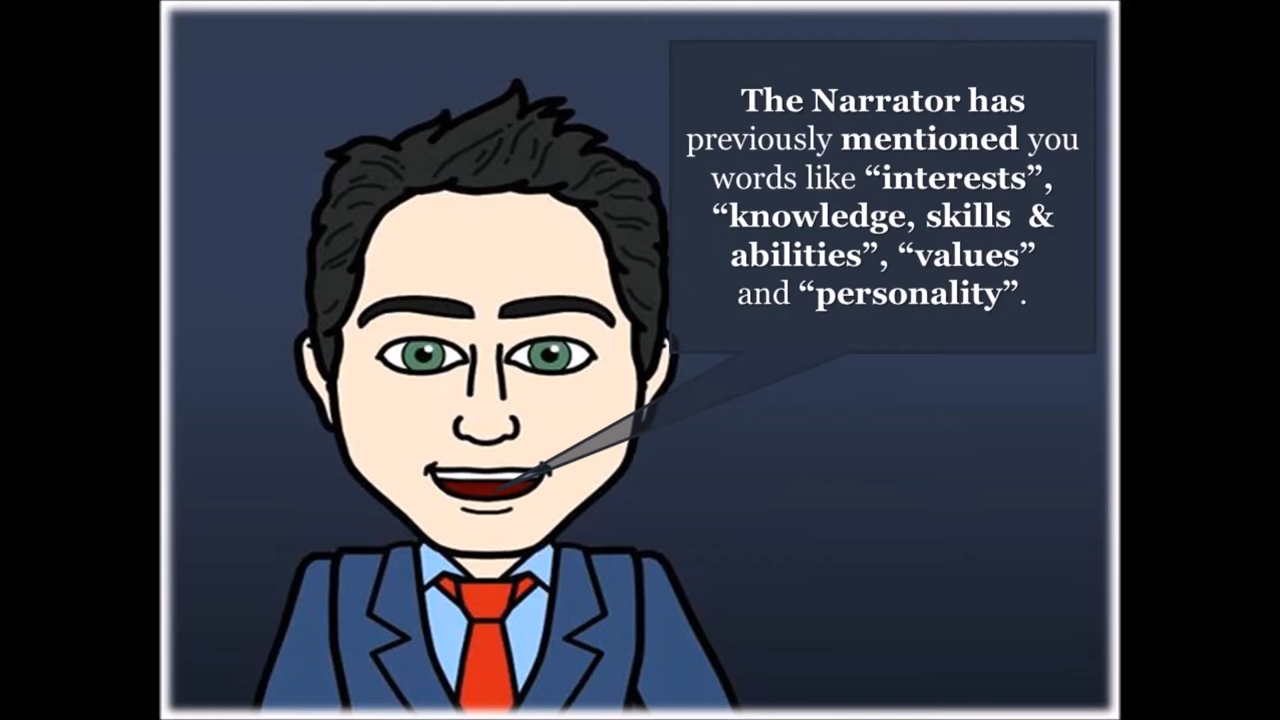 The Narrator has
previously mentioned you
words like “interests”,
“knowledge, skills &
abilities”, “values”
and “personality”.